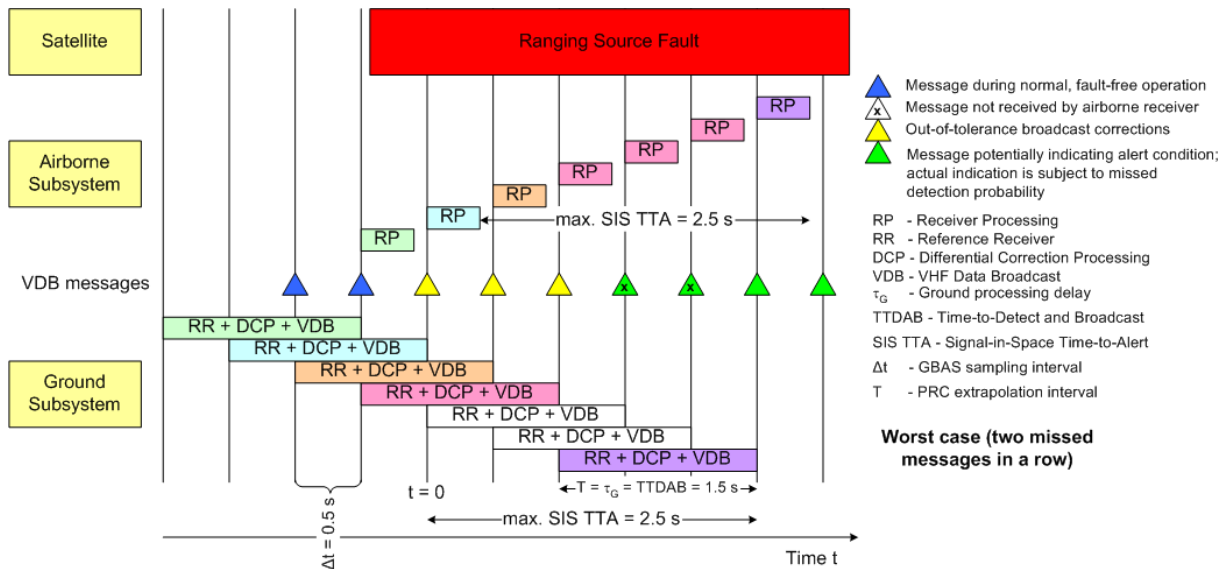 Satellite
Ranging Source Fault
Message during normal, fault-free operation
x
Message not received by airborne receiver
Out-of-tolerance broadcast corrections
Message potentially indicating alert condition;
actual indication is subject to missed
detection probability
RP
RP
RP
Airborne
Subsystem
RP
RP
RP
max. SIS TTA = 2.5 s
RP
VDB messages
x
x
RP - Receiver Processing
RR - Reference Receiver
DCP - Differential Correction Processing
VDB - VHF Data Broadcast
τG - Ground processing delay
TTDAB - Time-to-Detect and Broadcast
SIS TTA - Signal-in-Space Time-to-Alert
Δt - GBAS sampling interval
T - PRC extrapolation interval
RR + DCP + VDB
RR + DCP + VDB
RR + DCP + VDB
Ground
Subsystem
RR + DCP + VDB
RR + DCP + VDB
RR + DCP + VDB
RR + DCP + VDB
Worst case (two missed
messages in a row)
Δt = 0.5 s
t = 0
T = τG = TTDAB = 1.5 s
max. SIS TTA = 2.5 s
Time t